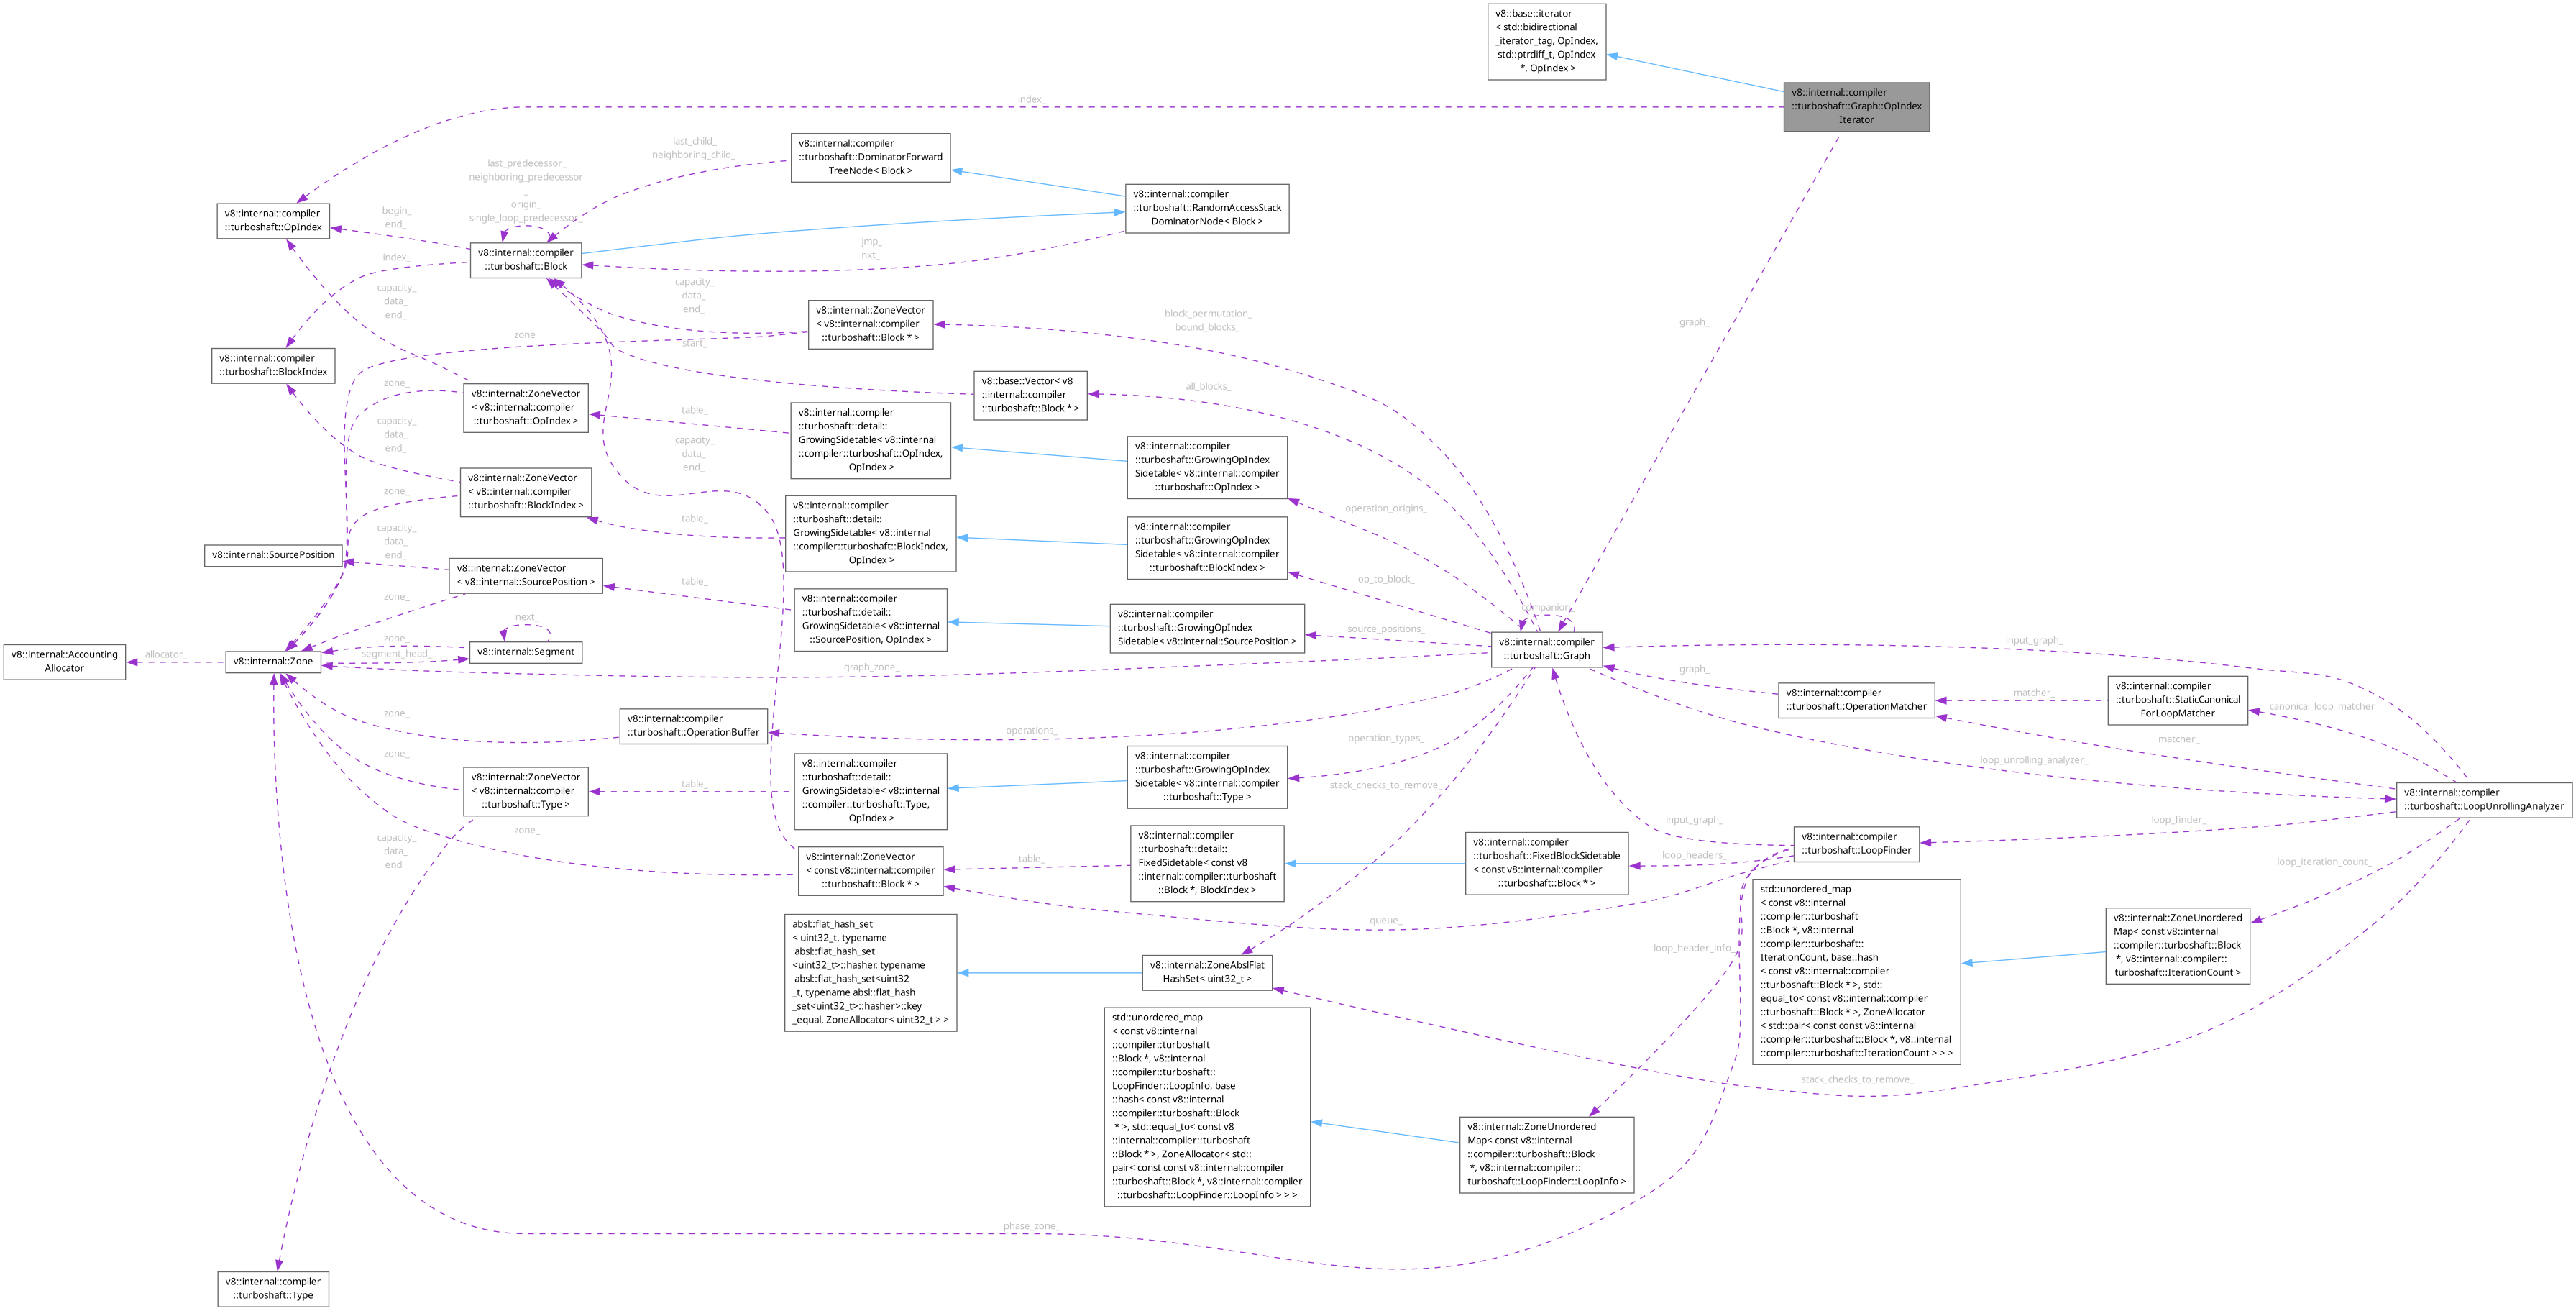 v8::base::iterator
< std::bidirectional
_iterator_tag, OpIndex,
std::ptrdiff_t, OpIndex
*, OpIndex >
v8::internal::compiler
::turboshaft::Graph::OpIndex
Iterator
index_
graph_
v8::internal::compiler
::turboshaft::OpIndex
begin_
end_
last_predecessor_
neighboring_predecessor
_
origin_
single_loop_predecessor_
last_child_
neighboring_child_
v8::internal::compiler
::turboshaft::DominatorForward
TreeNode< Block >
v8::internal::compiler
::turboshaft::RandomAccessStack
DominatorNode< Block >
v8::internal::compiler
::turboshaft::Block
jmp_
nxt_
index_
capacity_
data_
end_
capacity_
data_
end_
v8::internal::ZoneVector
< v8::internal::compiler
::turboshaft::Block * >
block_permutation_
bound_blocks_
zone_
start_
v8::internal::compiler
::turboshaft::BlockIndex
v8::base::Vector< v8
::internal::compiler
::turboshaft::Block * >
all_blocks_
zone_
v8::internal::ZoneVector
< v8::internal::compiler
::turboshaft::OpIndex >
table_
v8::internal::compiler
::turboshaft::detail::
GrowingSidetable< v8::internal
::compiler::turboshaft::OpIndex,
OpIndex >
v8::internal::compiler
::turboshaft::GrowingOpIndex
Sidetable< v8::internal::compiler
::turboshaft::OpIndex >
operation_origins_
capacity_
data_
end_
capacity_
data_
end_
v8::internal::ZoneVector
< v8::internal::compiler
::turboshaft::BlockIndex >
zone_
table_
v8::internal::compiler
::turboshaft::detail::
GrowingSidetable< v8::internal
::compiler::turboshaft::BlockIndex,
OpIndex >
v8::internal::compiler
::turboshaft::GrowingOpIndex
Sidetable< v8::internal::compiler
::turboshaft::BlockIndex >
op_to_block_
v8::internal::SourcePosition
capacity_
data_
end_
v8::internal::ZoneVector
< v8::internal::SourcePosition >
zone_
table_
v8::internal::compiler
::turboshaft::detail::
GrowingSidetable< v8::internal
::SourcePosition, OpIndex >
v8::internal::compiler
::turboshaft::GrowingOpIndex
Sidetable< v8::internal::SourcePosition >
source_positions_
companion_
v8::internal::compiler
::turboshaft::Graph
input_graph_
next_
v8::internal::Segment
zone_
segment_head_
v8::internal::Accounting
Allocator
allocator_
v8::internal::Zone
graph_zone_
graph_
v8::internal::compiler
::turboshaft::OperationMatcher
matcher_
v8::internal::compiler
::turboshaft::StaticCanonical
ForLoopMatcher
canonical_loop_matcher_
matcher_
loop_unrolling_analyzer_
v8::internal::compiler
::turboshaft::LoopUnrollingAnalyzer
zone_
v8::internal::compiler
::turboshaft::OperationBuffer
operations_
operation_types_
stack_checks_to_remove_
zone_
v8::internal::ZoneVector
< v8::internal::compiler
::turboshaft::Type >
table_
v8::internal::compiler
::turboshaft::detail::
GrowingSidetable< v8::internal
::compiler::turboshaft::Type,
OpIndex >
v8::internal::compiler
::turboshaft::GrowingOpIndex
Sidetable< v8::internal::compiler
::turboshaft::Type >
input_graph_
loop_finder_
v8::internal::compiler
::turboshaft::LoopFinder
loop_headers_
capacity_
data_
end_
zone_
v8::internal::ZoneVector
< const v8::internal::compiler
::turboshaft::Block * >
table_
v8::internal::compiler
::turboshaft::detail::
FixedSidetable< const v8
::internal::compiler::turboshaft
::Block *, BlockIndex >
v8::internal::compiler
::turboshaft::FixedBlockSidetable
< const v8::internal::compiler
::turboshaft::Block * >
queue_
loop_iteration_count_
loop_header_info_
absl::flat_hash_set
< uint32_t, typename
absl::flat_hash_set
<uint32_t>::hasher, typename
absl::flat_hash_set<uint32
_t, typename absl::flat_hash
_set<uint32_t>::hasher>::key
_equal, ZoneAllocator< uint32_t > >
v8::internal::ZoneAbslFlat
HashSet< uint32_t >
std::unordered_map
< const v8::internal
::compiler::turboshaft
::Block *, v8::internal
::compiler::turboshaft::
IterationCount, base::hash
< const v8::internal::compiler
::turboshaft::Block * >, std::
equal_to< const v8::internal::compiler
::turboshaft::Block * >, ZoneAllocator
< std::pair< const const v8::internal
::compiler::turboshaft::Block *, v8::internal
::compiler::turboshaft::IterationCount > > >
v8::internal::ZoneUnordered
Map< const v8::internal
::compiler::turboshaft::Block
*, v8::internal::compiler::
turboshaft::IterationCount >
stack_checks_to_remove_
std::unordered_map
< const v8::internal
::compiler::turboshaft
::Block *, v8::internal
::compiler::turboshaft::
LoopFinder::LoopInfo, base
::hash< const v8::internal
::compiler::turboshaft::Block
* >, std::equal_to< const v8
::internal::compiler::turboshaft
::Block * >, ZoneAllocator< std::
pair< const const v8::internal::compiler
::turboshaft::Block *, v8::internal::compiler
::turboshaft::LoopFinder::LoopInfo > > >
v8::internal::ZoneUnordered
Map< const v8::internal
::compiler::turboshaft::Block
*, v8::internal::compiler::
turboshaft::LoopFinder::LoopInfo >
phase_zone_
v8::internal::compiler
::turboshaft::Type